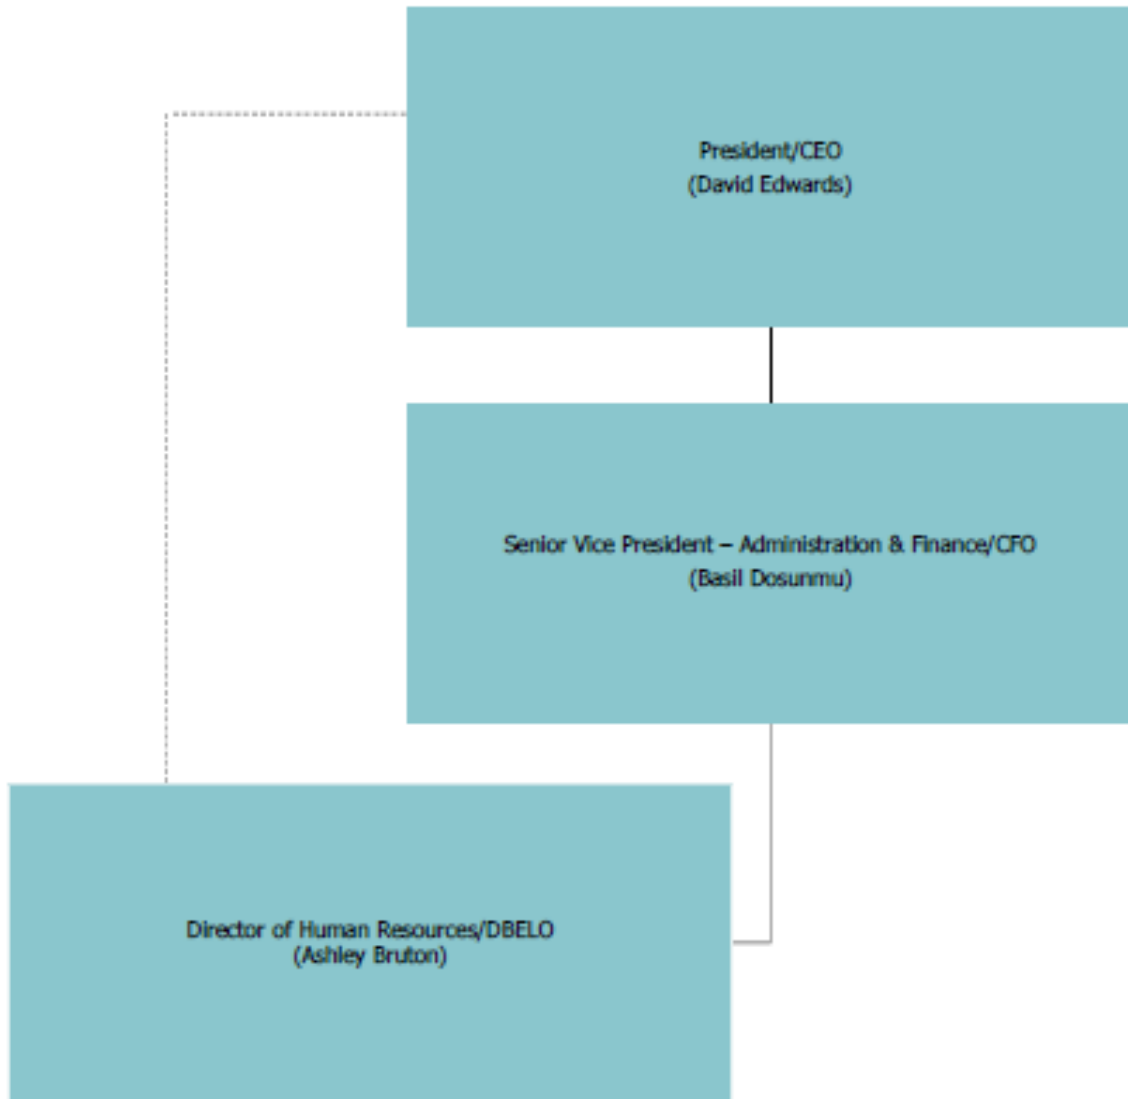 President/CEO
(David Edwards)
Senior Vice President – Administration & Finance/CFO
(Basil Dosunmu)
Director of Human Resources/DBELO
(Ashley Bruton)